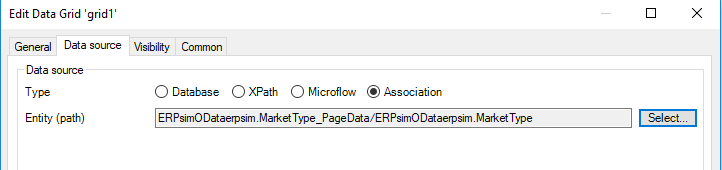 Edit Data Grid 'grid1'
General Data source Visibility Common
Data source
Type Database XPath Microflow Association
Entity (path) ERPsimODataerpsim.MarketType_PageData/ERPsimODataerpsim.MarketType Select...